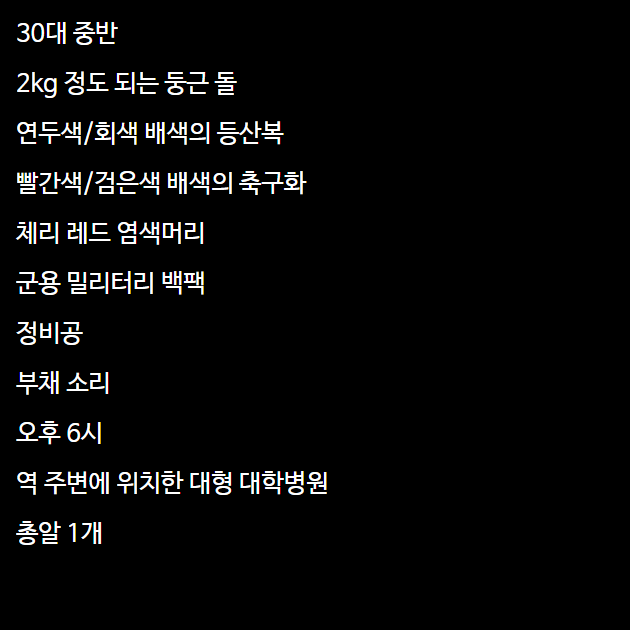 30대 중반
2kg 정도 되는 둥근 돌
연두색/회색 배색의 등산복
빨간색/검은색 배색의 축구화
체리 레드 염색머리
군용 밀리터리 백팩
정비공
부채 소리
오후 6시
역 주변에 위치한 대형 대학병원
총알 1개